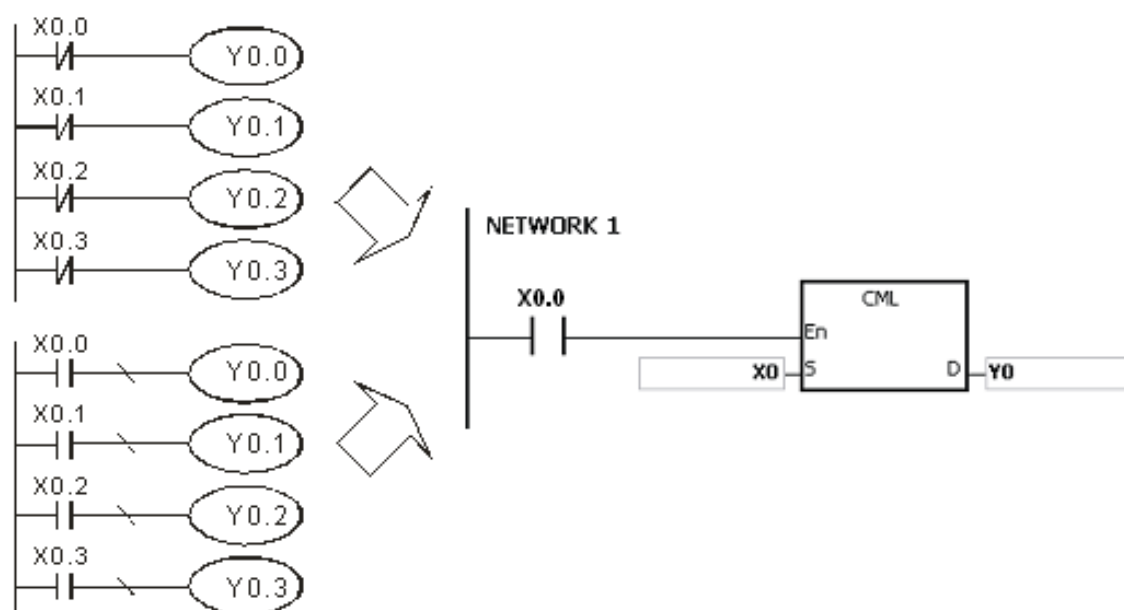 X0.0
Y0.0
X0.1
Y0.1
X0.2
Y0.2
X0.3
Y0.3
X0.0
Y0.0
X0.1
Y0.1
X0.2
Y0.2
X0.3
Y0.3
NETWORK 1
X0.0
CML
En
X0 S D Y0